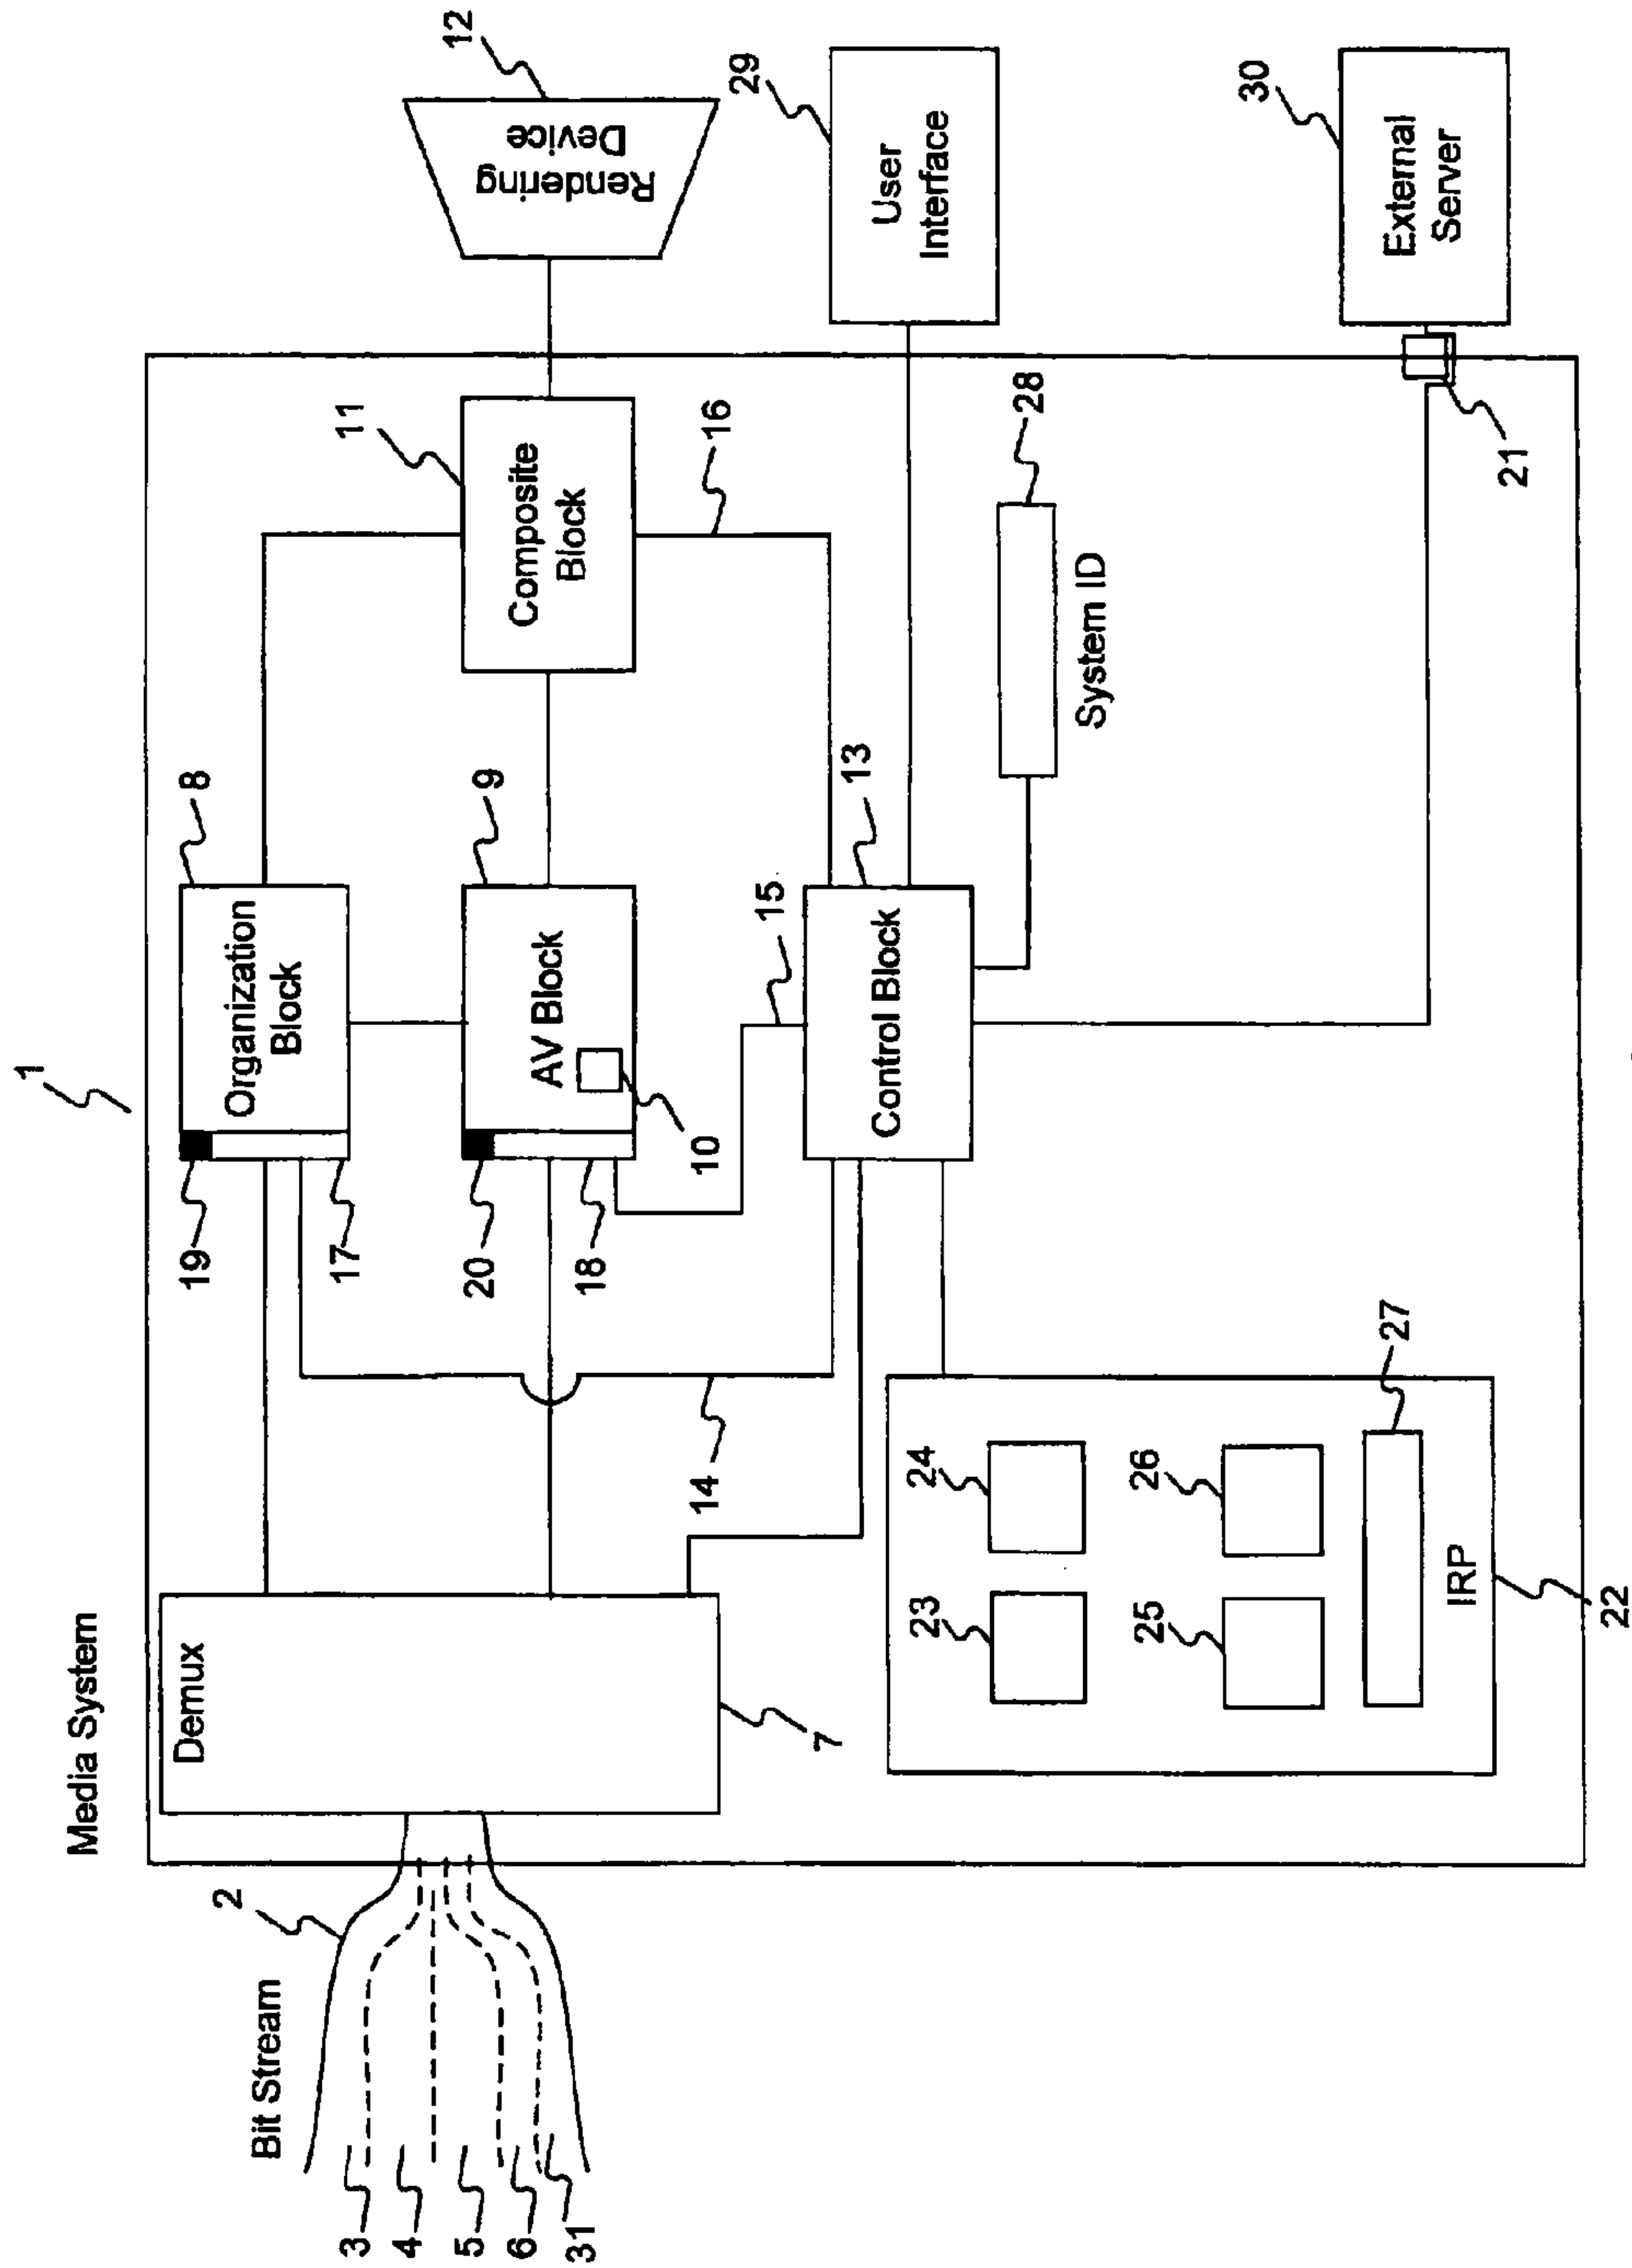 Media System
1
Bit Stream
2
3
4
5
6
31
Demux
7
19
17
Organization
Block
8
20
18
AV Block
10
9
14
15
Control Block
13
11
Composite
Block
16
Rendering
Device
12
User
Interface
29
28
System ID
External
Server
30
21
23
24
25
26
27
IRP
22